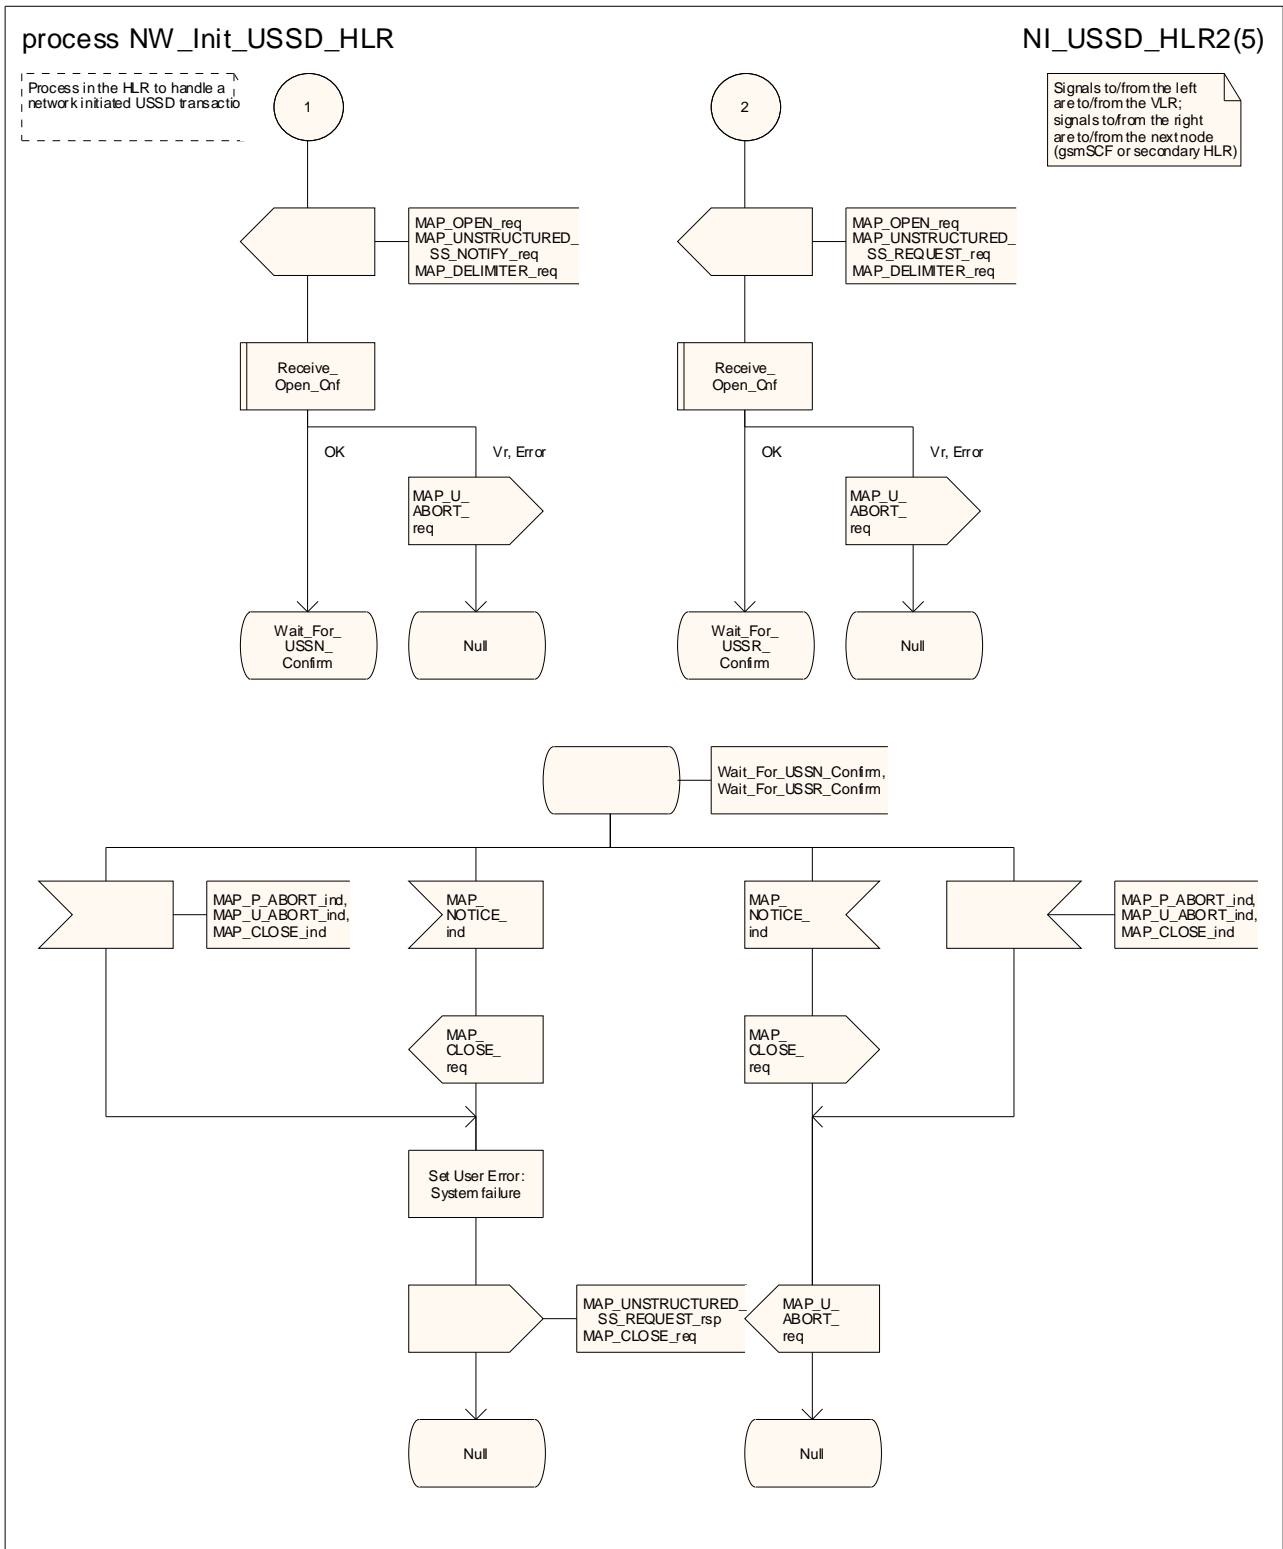 process NW_Init_USSD_HLR
NI_USSD_HLR2(5)
Process in the HLR to handle a
network initiated USSD transactio
1
2
Signals to/from the left
are to/from the VLR;
signals to/from the right
are to/from the next node
(gsmSCF or secondary HLR)
MAP_OPEN_req
MAP_UNSTRUCTURED_
SS_NOTIFY_req
MAP_DELIMITER_req
MAP_OPEN_req
MAP_UNSTRUCTURED_
SS_REQUEST_req
MAP_DELIMITER_req
Receive_
Open_Cnf
Receive_
Open_Cnf
OK
Vr, Error
OK
Vr, Error
MAP_U_
ABORT_
req
MAP_U_
ABORT_
req
Wait_For_
USSN_
Confirm
Null
Wait_For_
USSR_
Confirm
Null
Wait_For_USSN_Confirm,
Wait_For_USSR_Confirm
MAP_P_ABORT_ind,
MAP_U_ABORT_ind,
MAP_CLOSE_ind
MAP_
NOTICE_
ind
MAP_
NOTICE_
ind
MAP_P_ABORT_ind,
MAP_U_ABORT_ind,
MAP_CLOSE_ind
MAP_
CLOSE_
req
MAP_
CLOSE_
req
Set User Error:
System failure
MAP_UNSTRUCTURED_
SS_REQUEST_rsp
MAP_CLOSE_req
MAP_U_
ABORT_
req
Null
Null